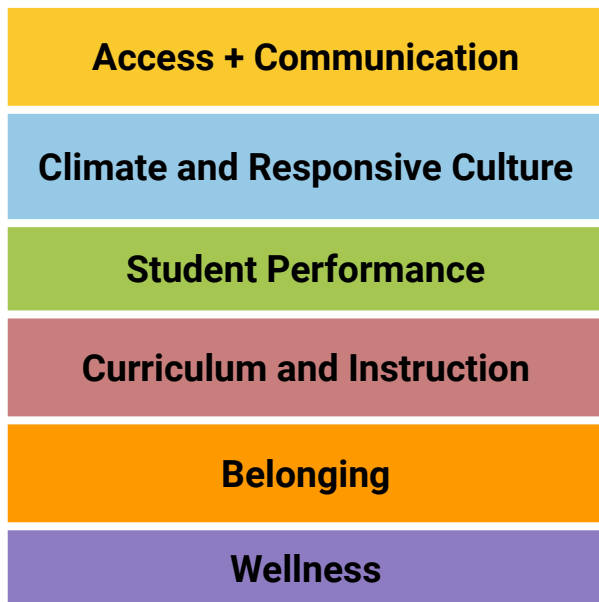 Access + Communication
Climate and Responsive Culture
Student Performance
Curriculum and Instruction
Belonging
Wellness